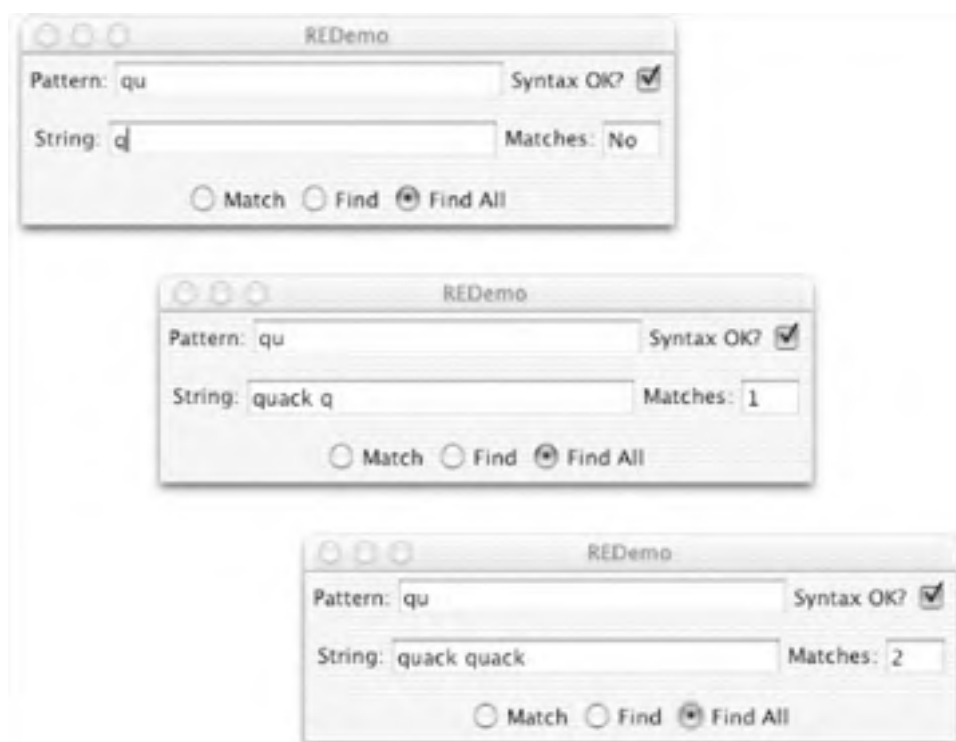 REDemo
Pattern: qu Syntax OK?
String: q Matches: No
Match Find Find All
REDemo
Pattern: qu Syntax OK?
String: quack q Matches: 1
Match Find Find All
REDemo
Pattern: qu Syntax OK?
String: quack quack Matches: 2
Match Find Find All